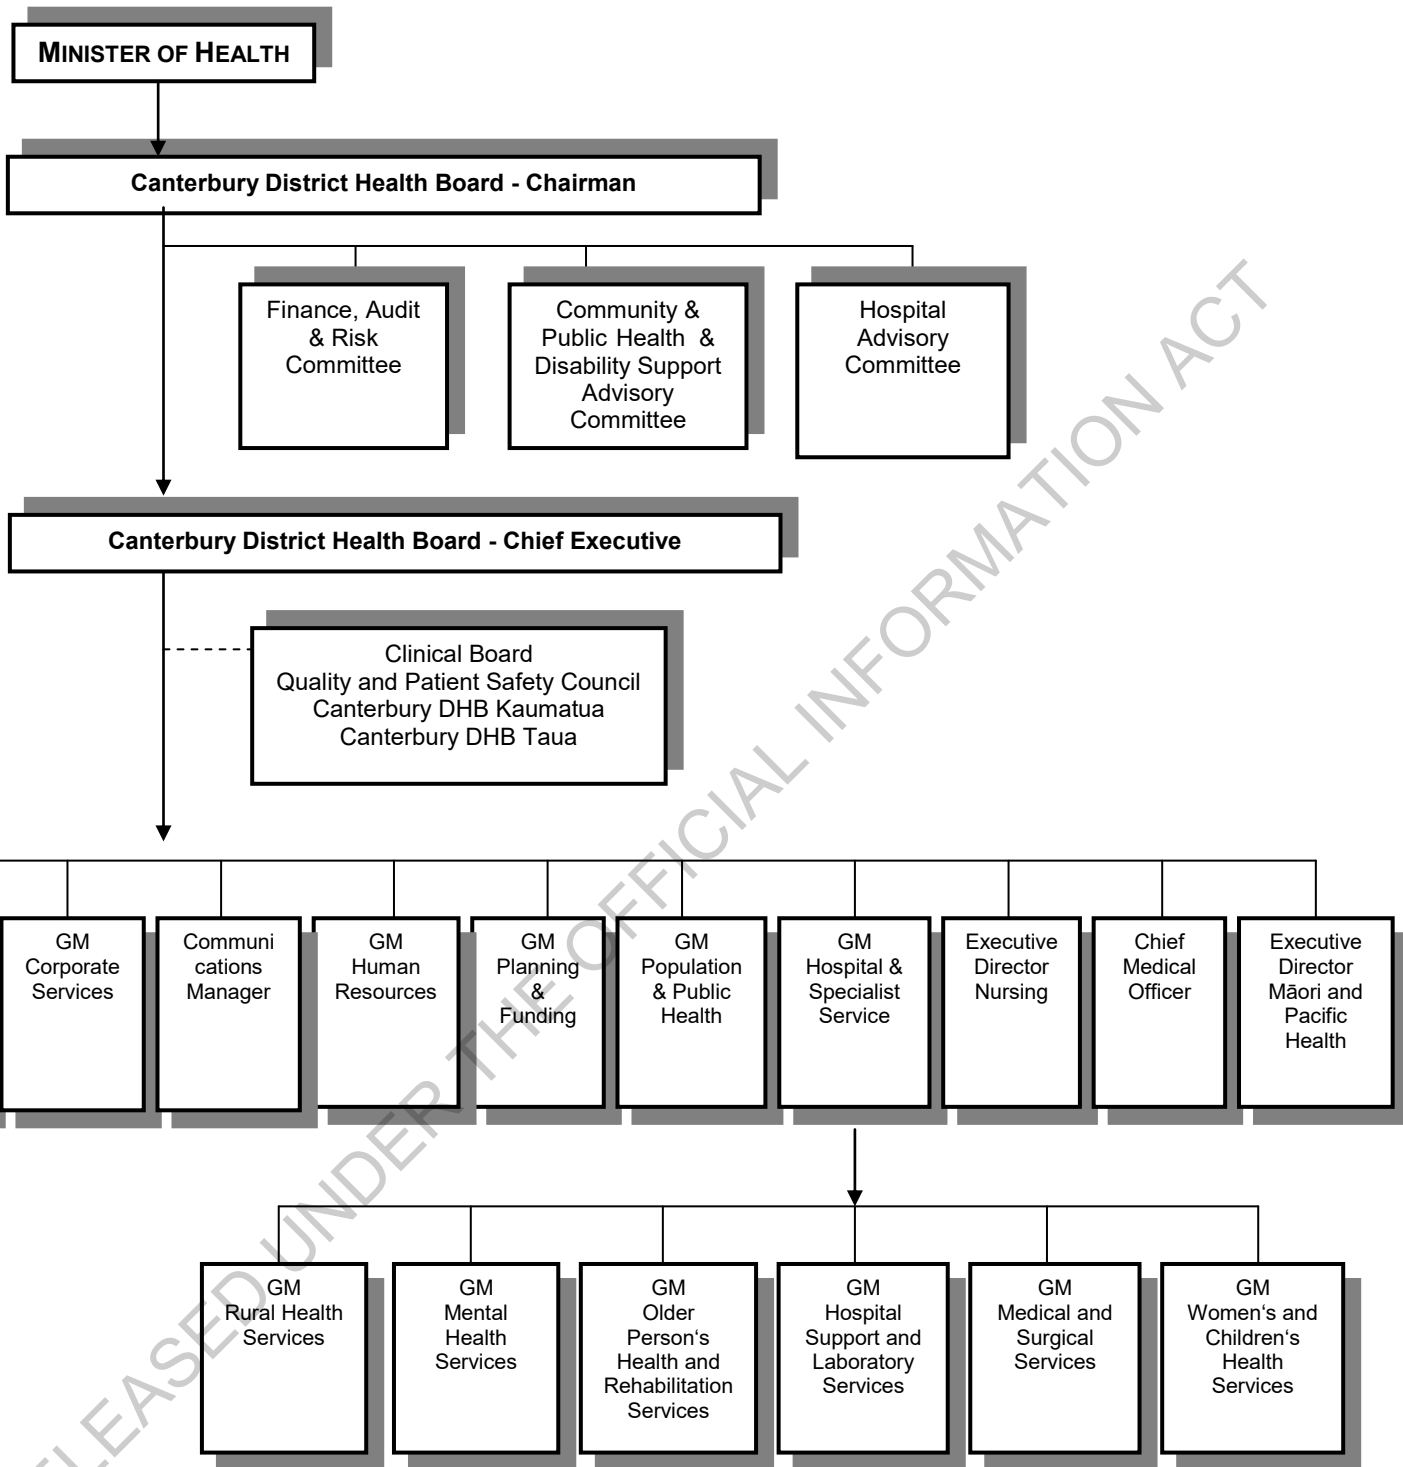 MINISTER OF HEALTH
Canterbury District Health Board - Chairman
Finance, Audit
& Risk
Committee
Community &
Public Health &
Disability Support
Advisory
Committee
Hospital
Advisory
Committee
Canterbury District Health Board - Chief Executive
Clinical Board
Quality and Patient Safety Council
Canterbury DHB Kaumatua
Canterbury DHB Taua
GM
Corporate
Services
Communi
cations
Manager
GM
Human
Resources
GM
Planning
&
Funding
GM
Population
& Public
Health
GM
Hospital &
Specialist
Service
Executive
Director
Nursing
Chief
Medical
Officer
Executive
Director
Māori and
Pacific
Health
GM
Rural Health
Services
GM
Mental
Health
Services
GM
Older
Person‘s
Health and
Rehabilitation
Services
GM
Hospital
Support and
Laboratory
Services
GM
Medical and
Surgical
Services
GM
Women‘s and
Children‘s
Health
Services
ELEASED UNDER THE OFFICIAL INFORMATION ACT